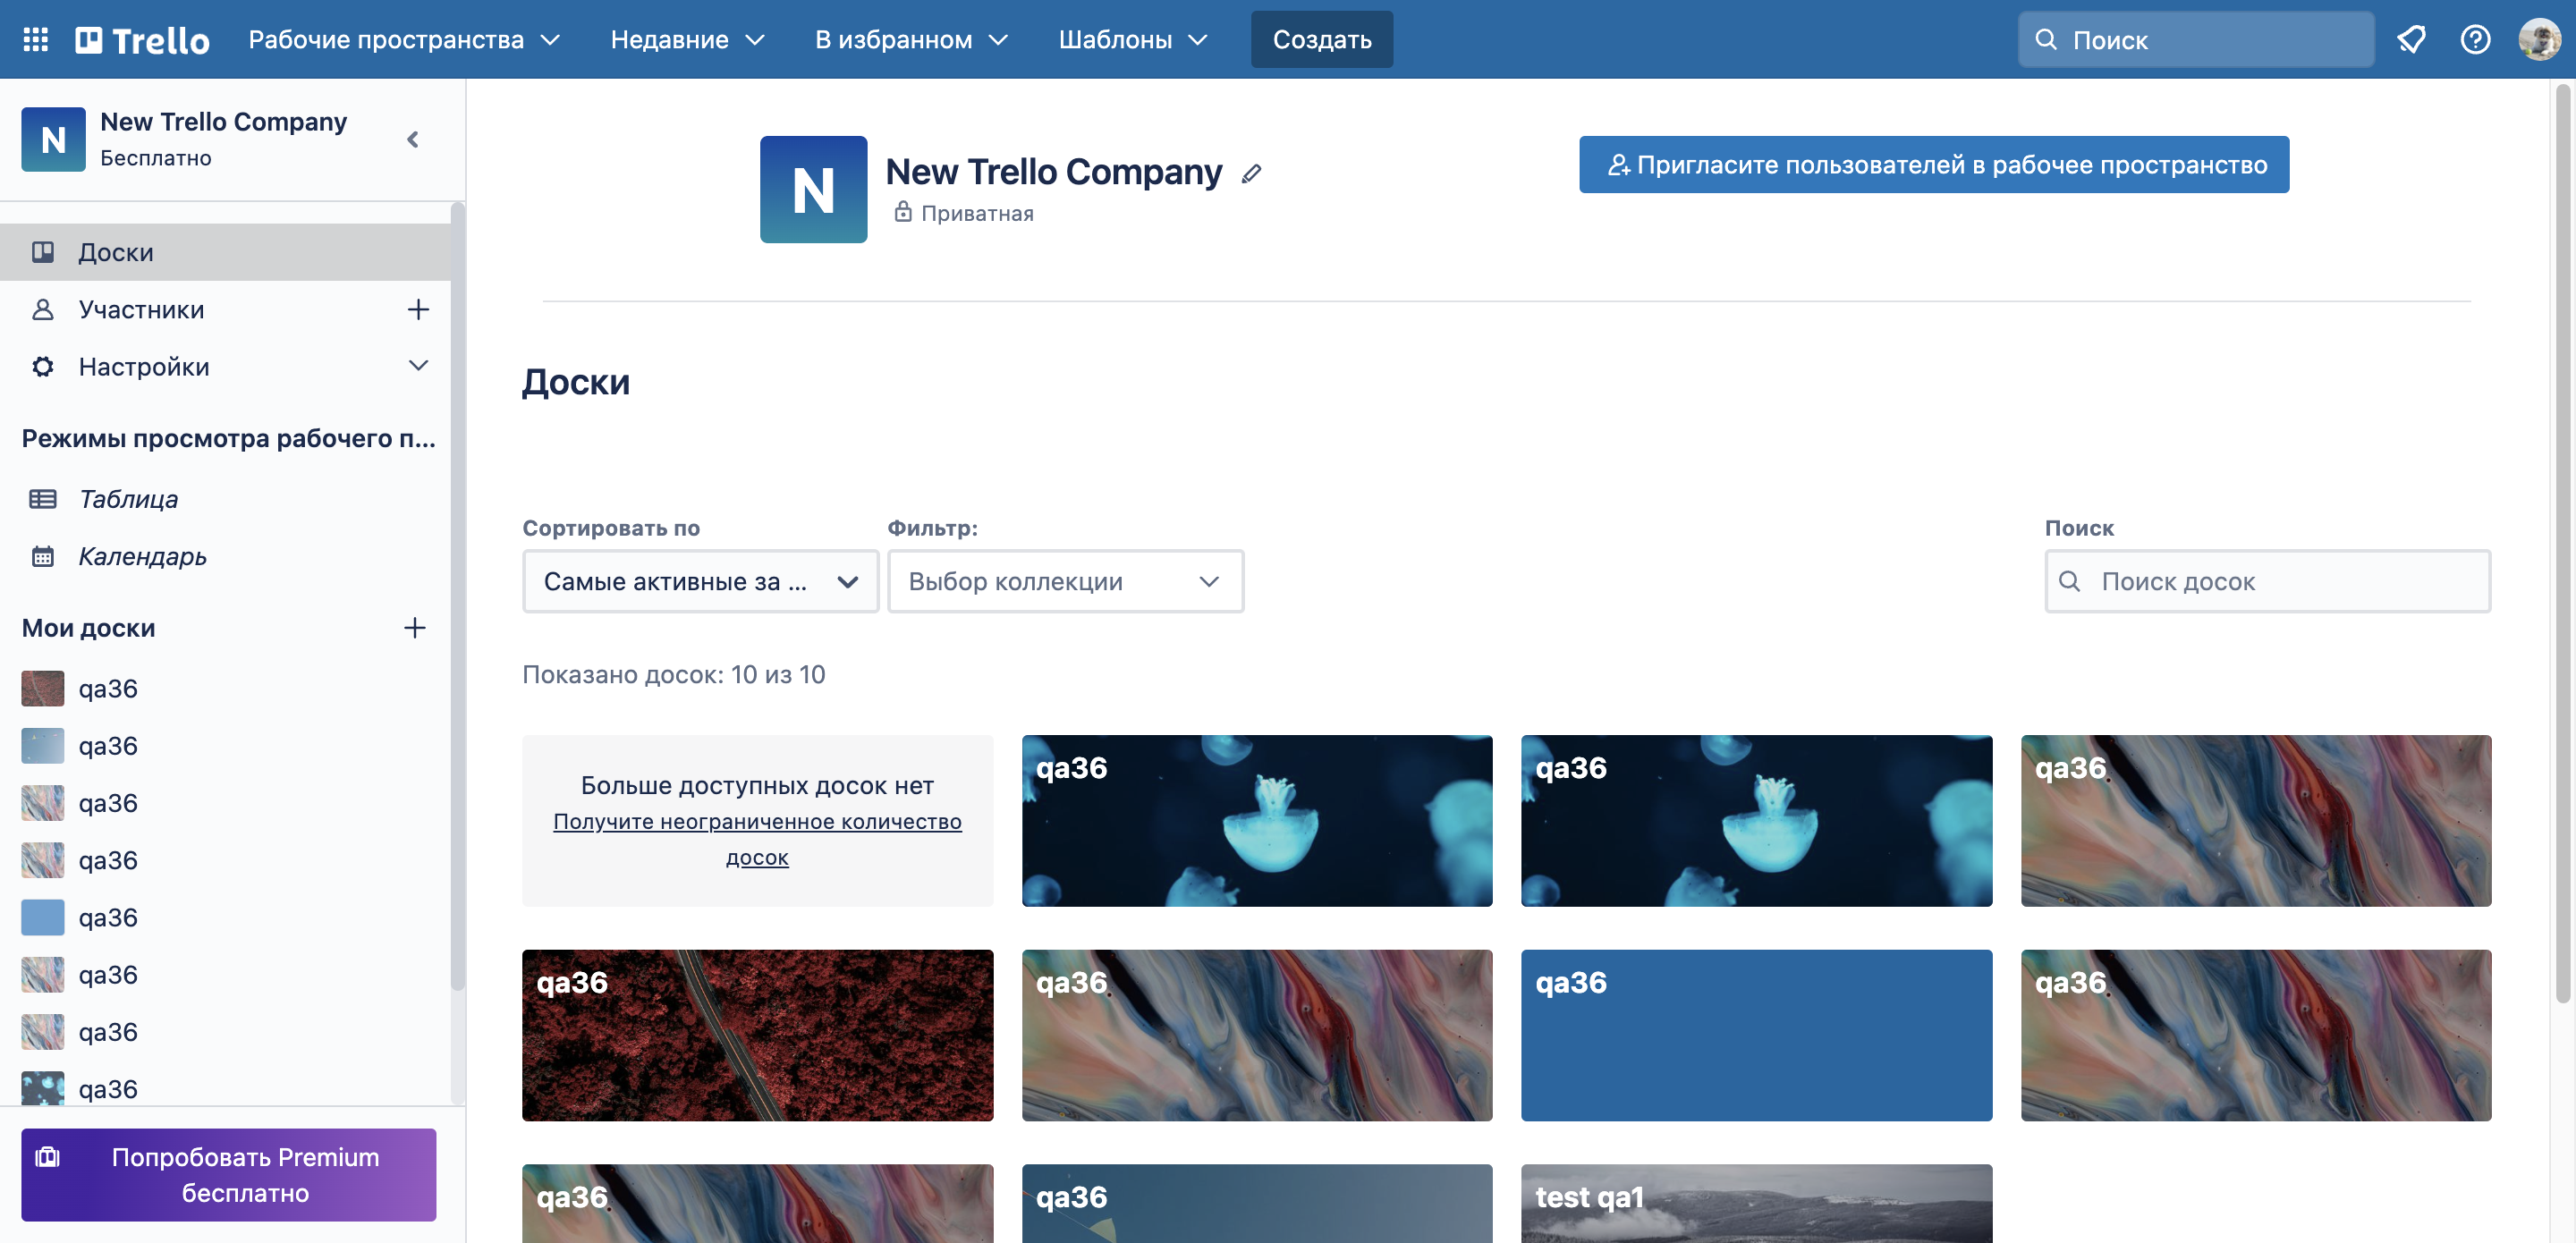 Trello
Рабочие пространства
Недавние
В избранном
Шаблоны
Создать
Поиск
N
New Trello Company
Бесплатно
Доски
Участники
Настройки
Режимы просмотра рабочего п...
Таблица
Календарь
Мои доски
qa36
qa36
qa36
qa36
qa36
qa36
qa36
qa36
Попробовать Premium
бесплатно
N
New Trello Company
Приватная
Пригласите пользователей в рабочее пространство
Доски
Сортировать по
Фильтр:
Поиск
Самые активные за ...
Выбор коллекции
Поиск досок
Показано досок: 10 из 10
Больше доступных досок нет
Получите неограниченное количество
досок
qa36
qa36
qa36
qa36
qa36
qa36
qa36
qa36
qa36
test qa1